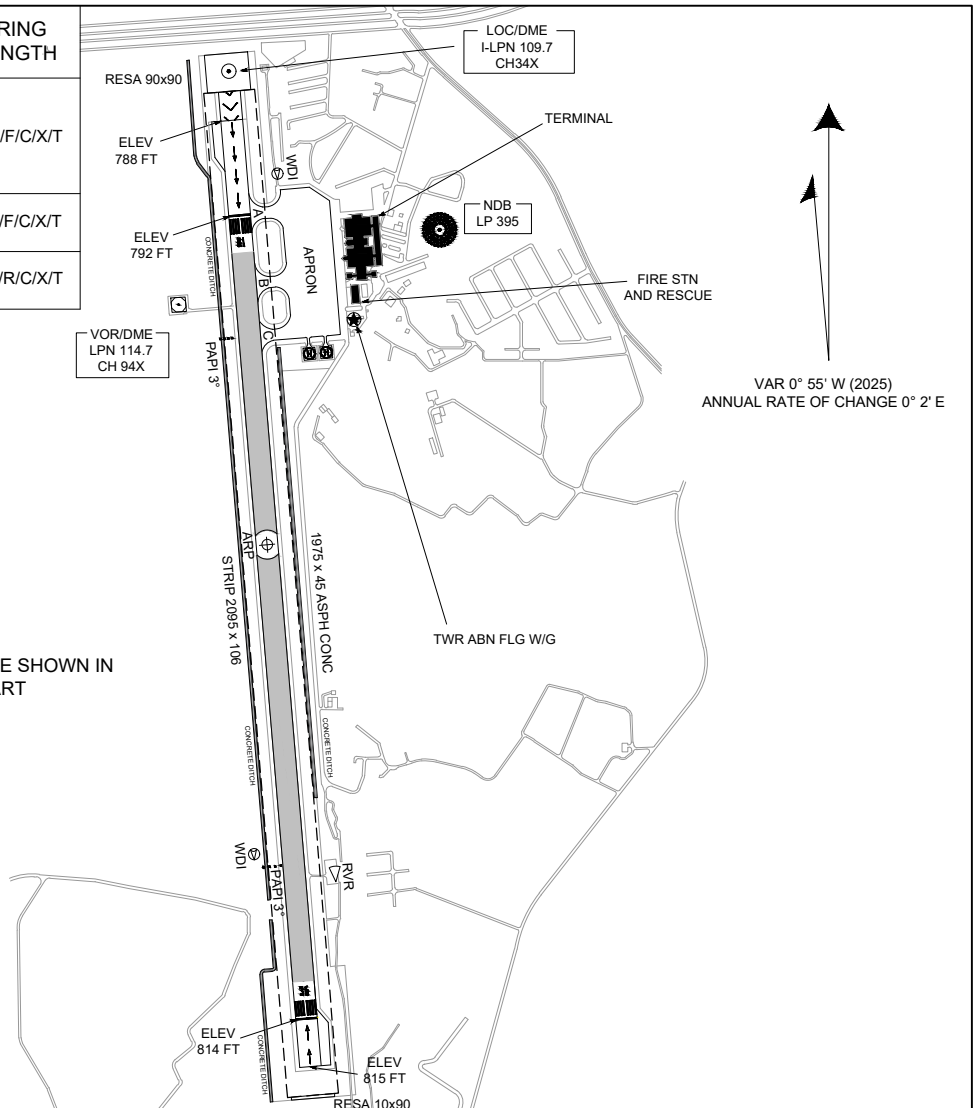 RING
NGTH
/F/C/X/T
/F/C/X/T
/R/C/X/T
LOC/DME
I-LPN 109.7
CH34X
RESA 90x90
TERMINAL
ELEV
788 FT
WDI
NDB
LP 395
A
ELEV
792 FT
CONCRETE DITCH
APRON
B
FIRE STN
AND RESCUE
C
VOR/DME
LPN 114.7
CH 94X
PAPI 3°
VAR 0° 55' W (2025)
ANNUAL RATE OF CHANGE 0° 2' E
ARP
1975 x 45 ASPH CONC
STRIP 2095 x 106
TWR ABN FLG W/G
E SHOWN IN
ART
CONCRETE DITCH
CONCRETE DITCH
WDI
PAPI 3°
RVR
ELEV
814 FT
CONCRETE DITCH
ELEV
815 FT
RESA 10x90